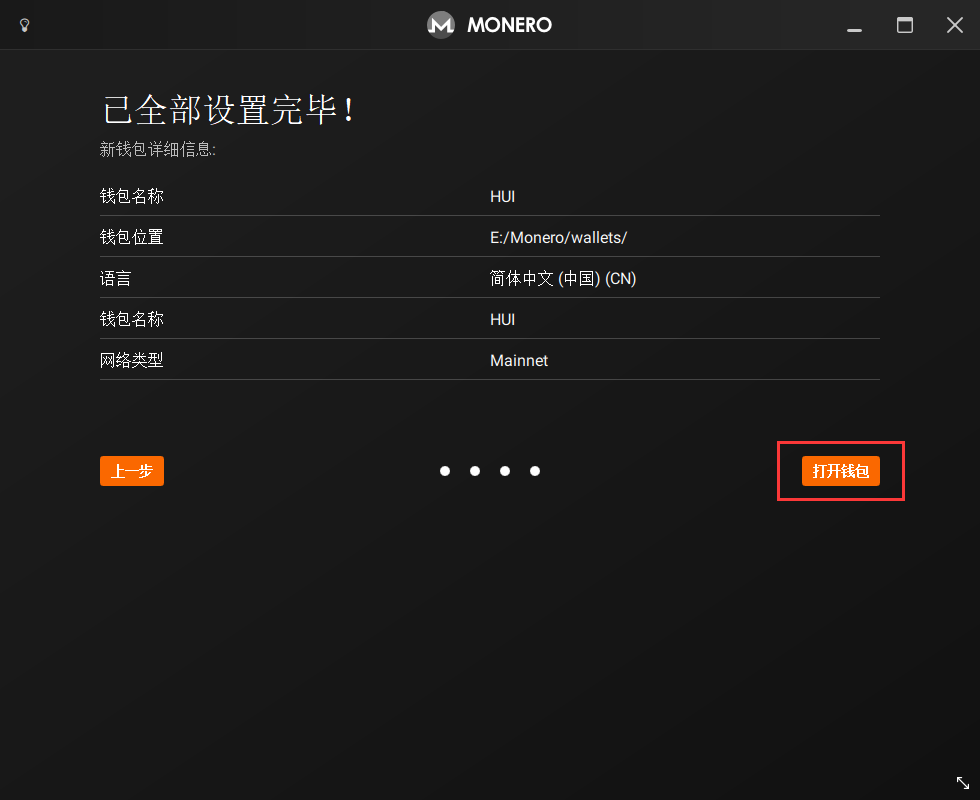 MONERO
已全部设置完毕！
新钱包详细信息:
钱包名称 HUI
钱包位置 E:/Monero/wallets/
语言 简体中文 (中国) (CN)
钱包名称 HUI
网络类型 Mainnet
上一步 打开钱包